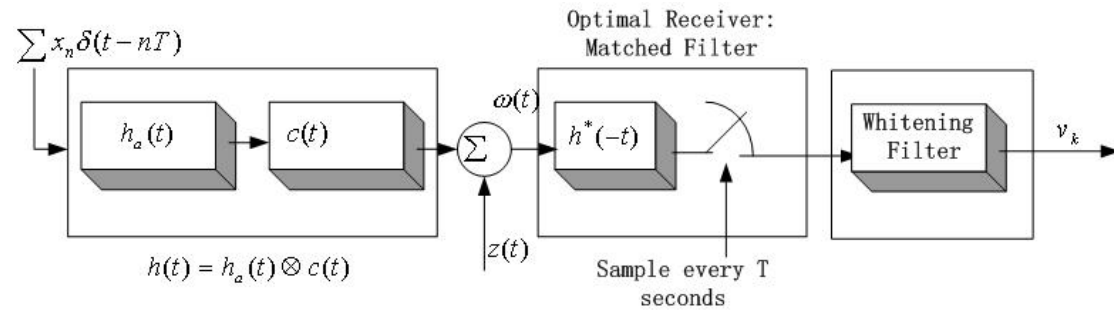 Optimal Receiver:
Matched Filter
∑ x_n δ(t − nT)
h_a(t)
c(t)
∑
ω(t)
h*(−t)
Whitening
Filter
v_k
z(t)
h(t) = h_a(t) ⊗ c(t)
Sample every T
seconds